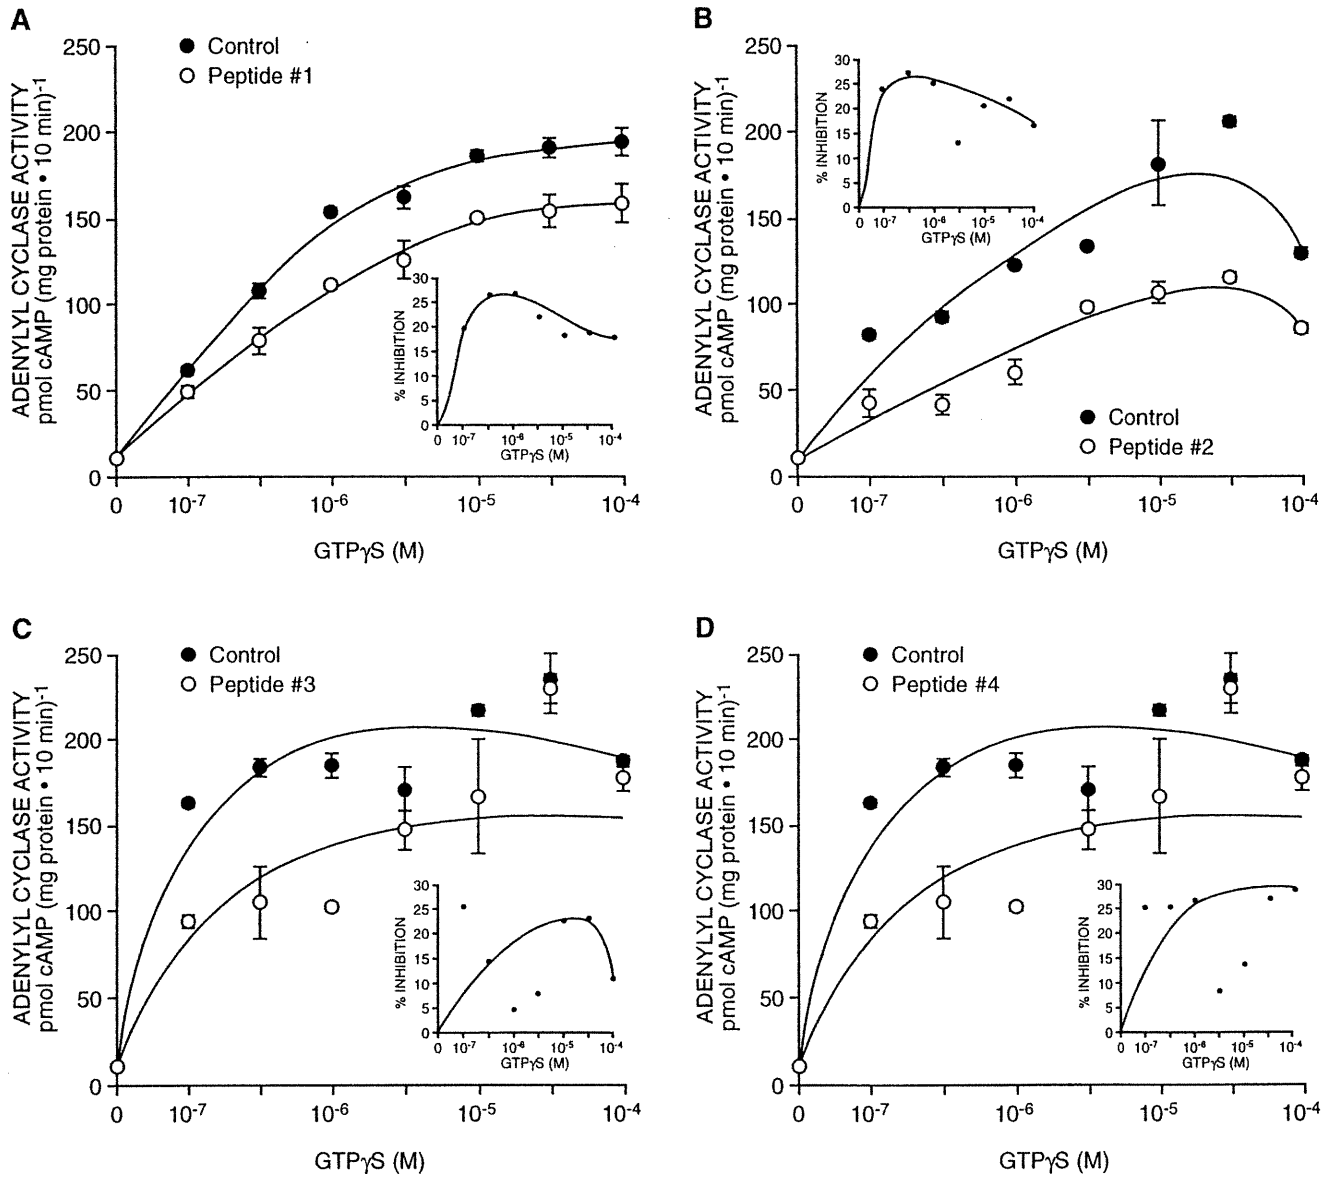 A
Control
Peptide #1
ADENYLYL CYCLASE ACTIVITY
pmol cAMP (mg protein • 10 min)-1
250
200
150
100
50
0
0 10-7 10-6 10-5 10-4
GTPγS (M)
% INHIBITION
30
25
20
15
10
5
0
0 10-7 10-6 10-5 10-4
GTPγS (M)
B
Control
Peptide #2
ADENYLYL CYCLASE ACTIVITY
pmol cAMP (mg protein • 10 min)-1
250
200
150
100
50
0
0 10-7 10-6 10-5 10-4
GTPγS (M)
% INHIBITION
30
25
20
15
10
5
0
0 10-7 10-6 10-5 10-4
GTPγS (M)
C
Control
Peptide #3
ADENYLYL CYCLASE ACTIVITY
pmol cAMP (mg protein • 10 min)-1
250
200
150
100
50
0
0 10-7 10-6 10-5 10-4
GTPγS (M)
% INHIBITION
30
25
20
15
10
5
0
0 10-7 10-6 10-5 10-4
GTPγS (M)
D
Control
Peptide #4
ADENYLYL CYCLASE ACTIVITY
pmol cAMP (mg protein • 10 min)-1
250
200
150
100
50
0
0 10-7 10-6 10-5 10-4
GTPγS (M)
% INHIBITION
30
25
20
15
10
5
0
0 10-7 10-6 10-5 10-4
GTPγS (M)